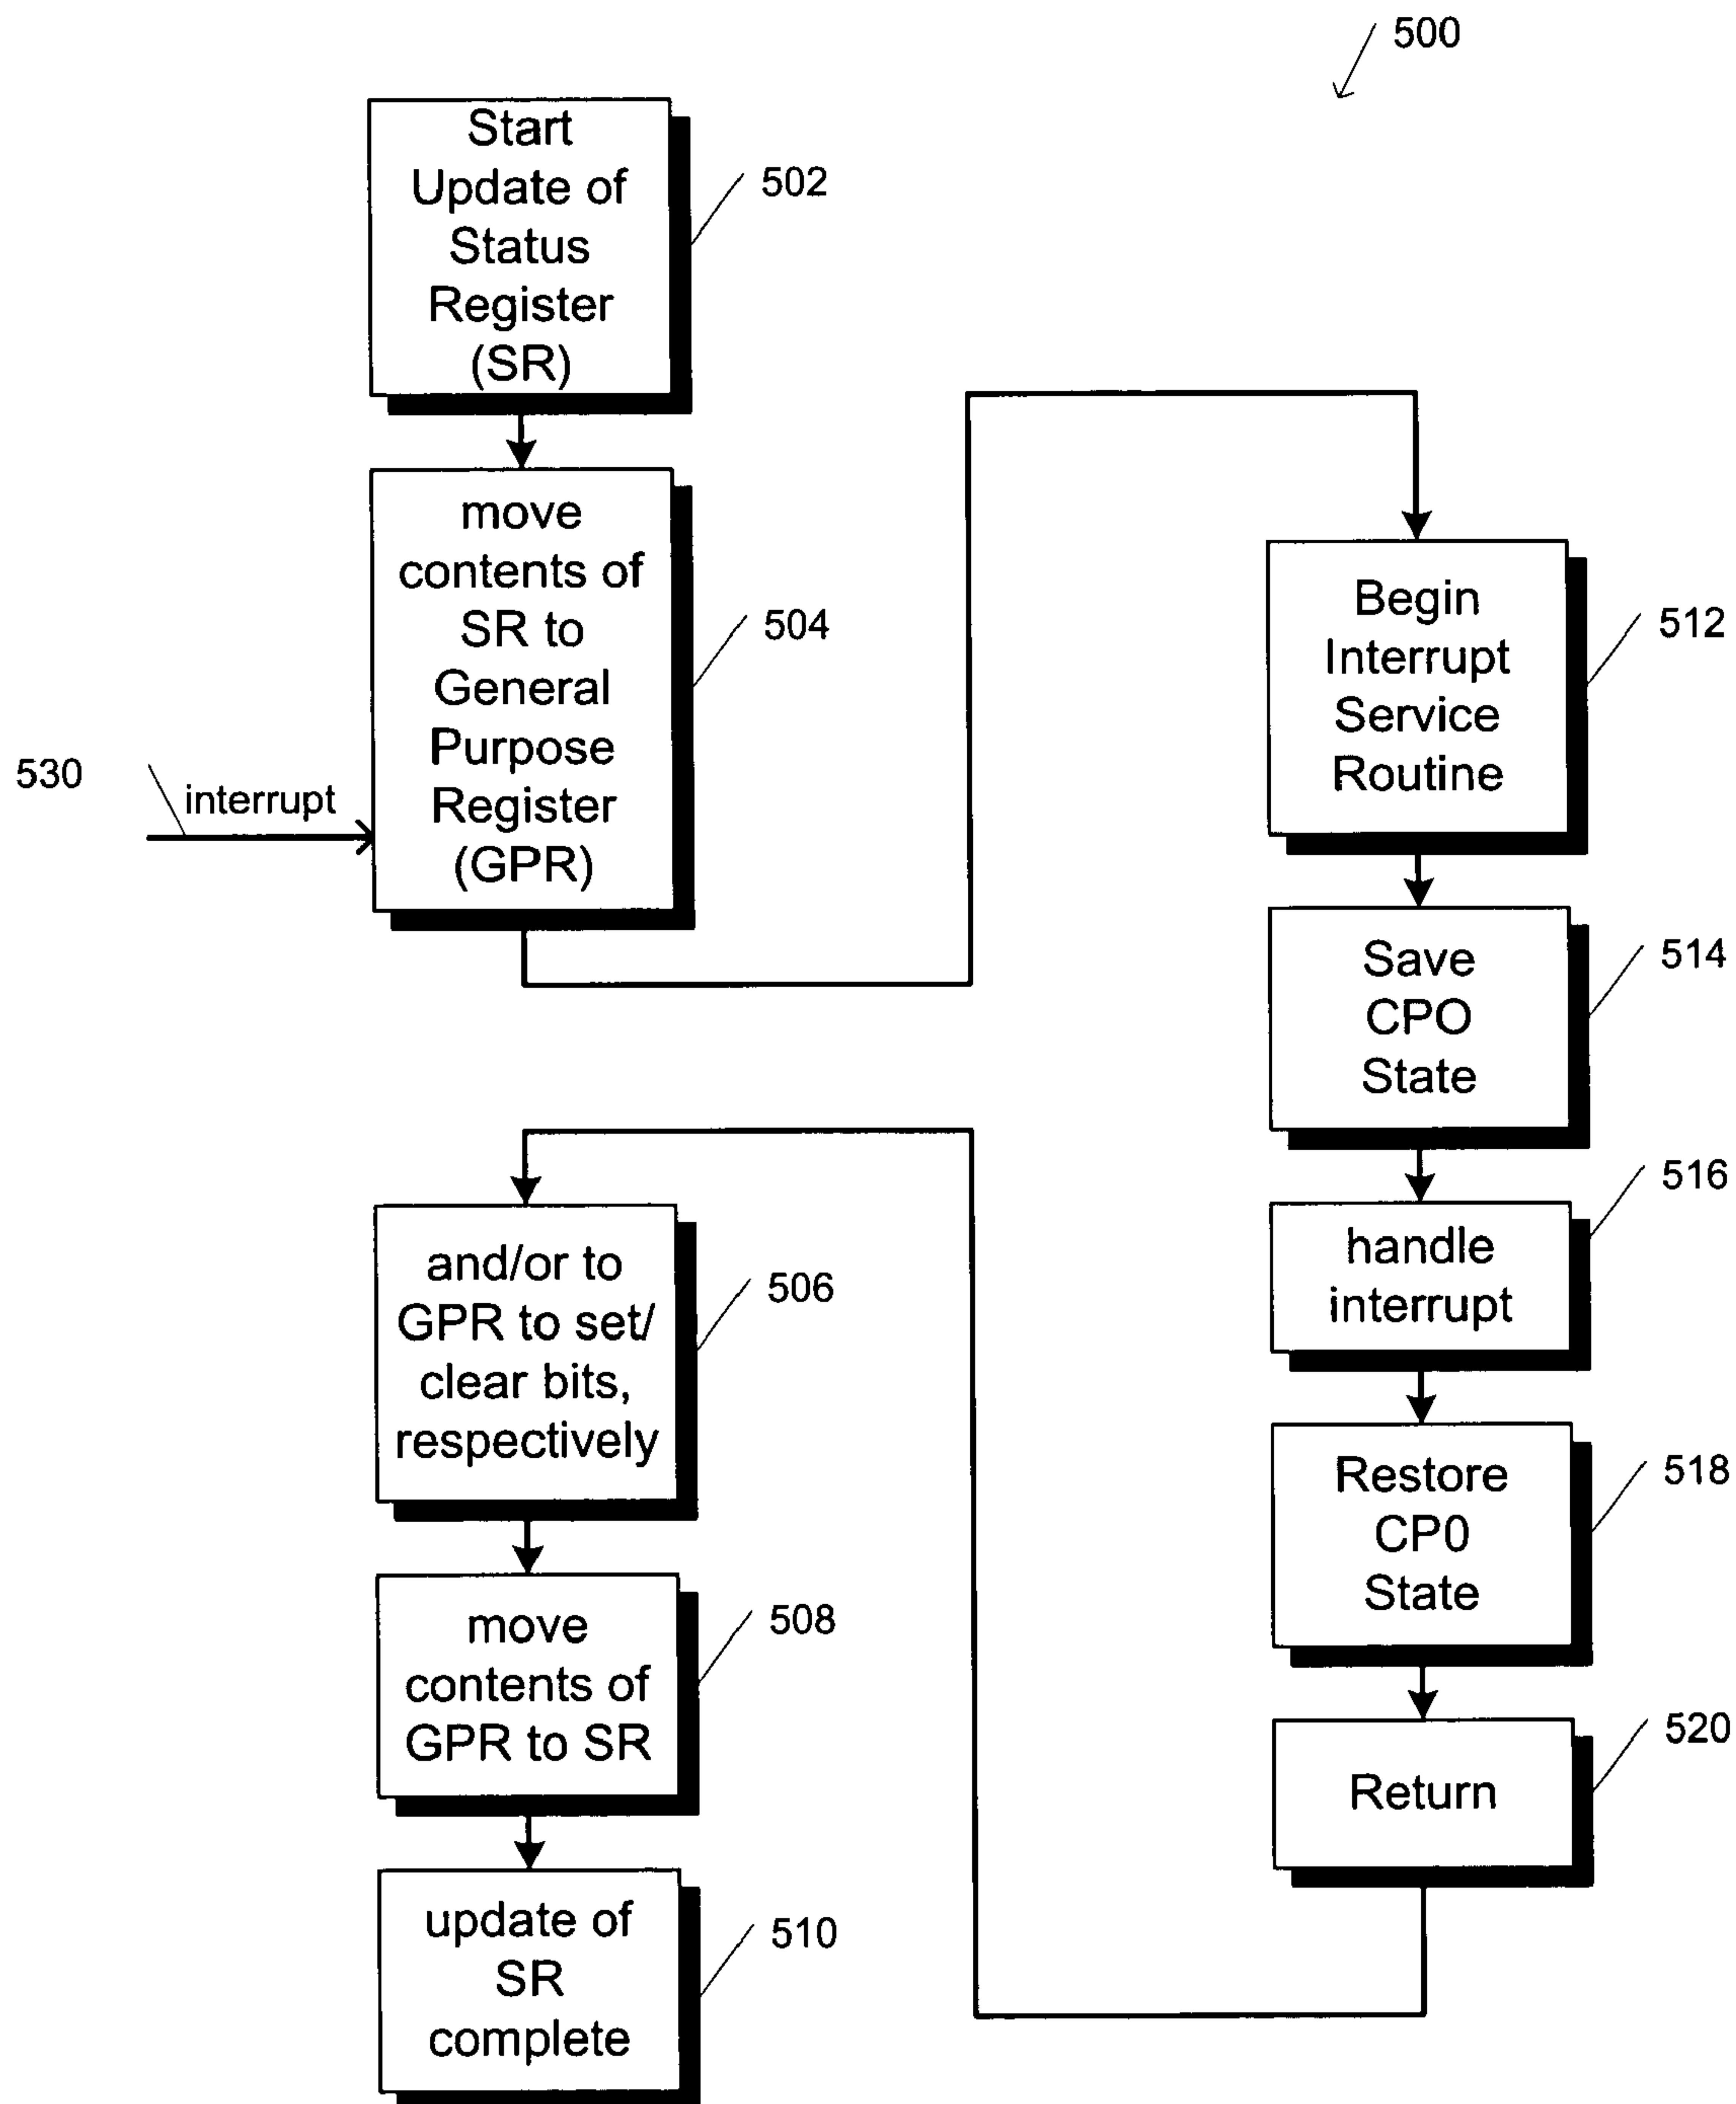 500
Start
Update of
Status
Register
(SR)
502
move
contents of
SR to
General
Purpose
Register
(GPR)
504
530
interrupt
Begin
Interrupt
Service
Routine
512
Save
CPO
State
514
handle
interrupt
516
Restore
CP0
State
518
Return
520
and/or to
GPR to set/
clear bits,
respectively
506
move
contents of
GPR to SR
508
update of
SR
complete
510